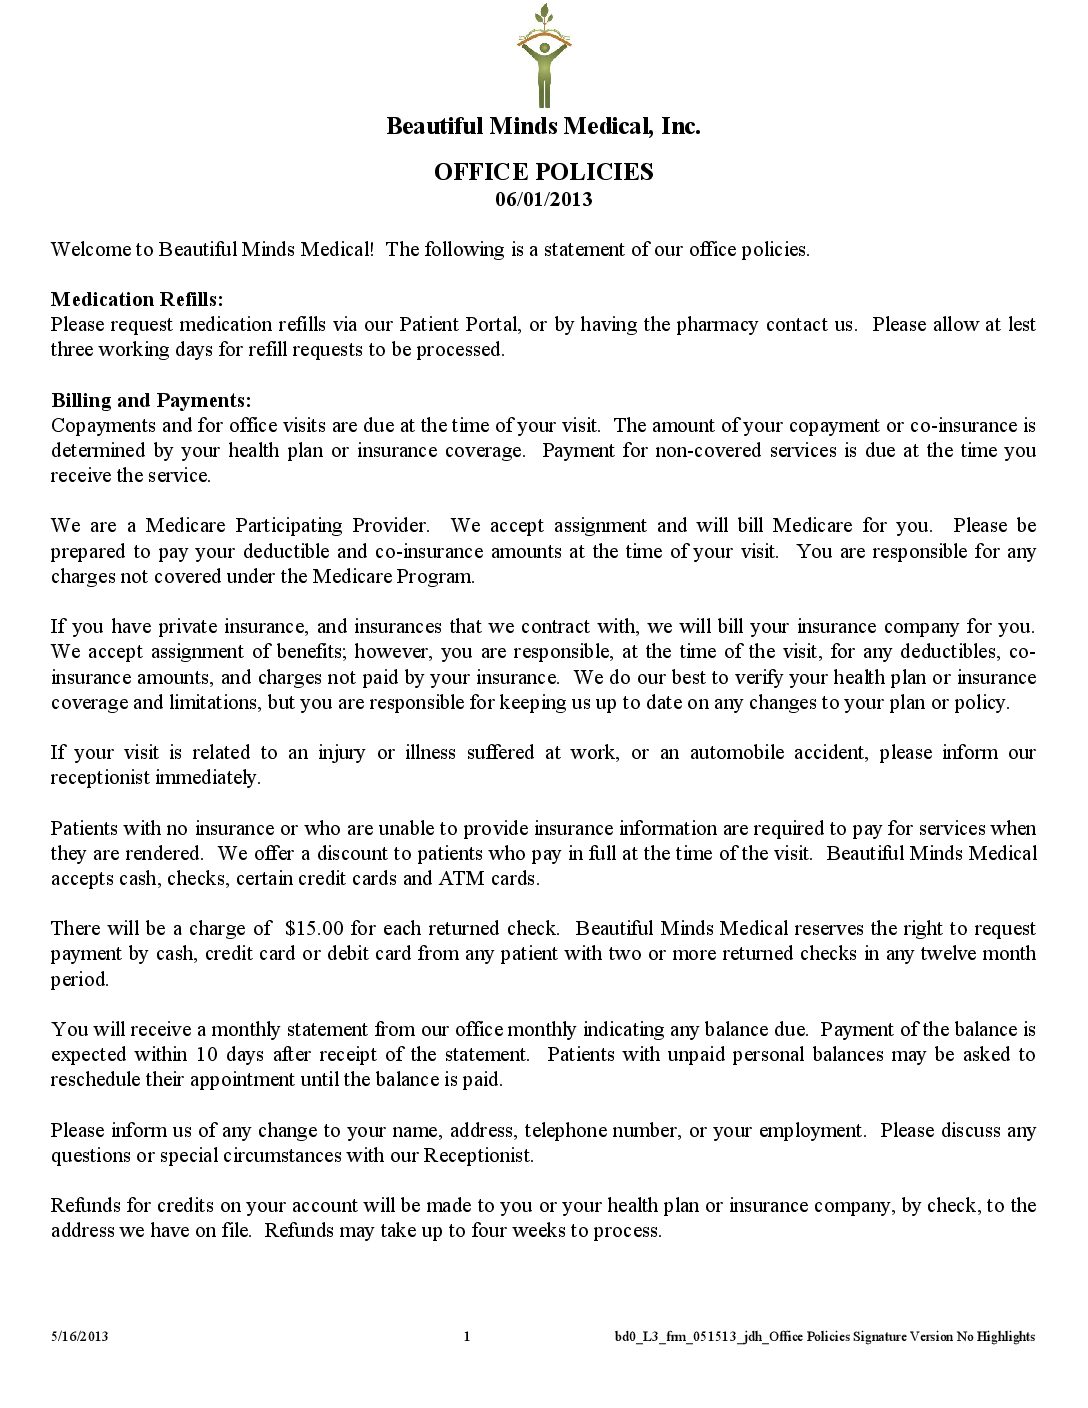 Beautiful Minds Medical, Inc.
OFFICE POLICIES
06/01/2013
Welcome to Beautiful Minds Medical!  The following is a statement of our office policies.
Medication Refills:
Please request medication refills via our Patient Portal, or by having the pharmacy contact us.  Please allow at lest
three working days for refill requests to be processed.
Billing and Payments:
Copayments and for office visits are due at the time of your visit.  The amount of your copayment or co-insurance is
determined by your health plan or insurance coverage.  Payment for non-covered services is due at the time you
receive the service.
We are a Medicare Participating Provider.  We accept assignment and will bill Medicare for you.  Please be
prepared to pay your deductible and co-insurance amounts at the time of your visit.  You are responsible for any
charges not covered under the Medicare Program.
If you have private insurance, and insurances that we contract with, we will bill your insurance company for you.
We accept assignment of benefits; however, you are responsible, at the time of the visit, for any deductibles, co-
insurance amounts, and charges not paid by your insurance.  We do our best to verify your health plan or insurance
coverage and limitations, but you are responsible for keeping us up to date on any changes to your plan or policy.
If your visit is related to an injury or illness suffered at work, or an automobile accident, please inform our
receptionist immediately.
Patients with no insurance or who are unable to provide insurance information are required to pay for services when
they are rendered.  We offer a discount to patients who pay in full at the time of the visit.  Beautiful Minds Medical
accepts cash, checks, certain credit cards and ATM cards.
There will be a charge of  $15.00 for each returned check.  Beautiful Minds Medical reserves the right to request
payment by cash, credit card or debit card from any patient with two or more returned checks in any twelve month
period.
You will receive a monthly statement from our office monthly indicating any balance due.  Payment of the balance is
expected within 10 days after receipt of the statement.  Patients with unpaid personal balances may be asked to
reschedule their appointment until the balance is paid.
Please inform us of any change to your name, address, telephone number, or your employment.  Please discuss any
questions or special circumstances with our Receptionist.
Refunds for credits on your account will be made to you or your health plan or insurance company, by check, to the
address we have on file.  Refunds may take up to four weeks to process.
5/16/2013 1 bd0_L3_frm_051513_jdh_Office Policies Signature Version No Highlights